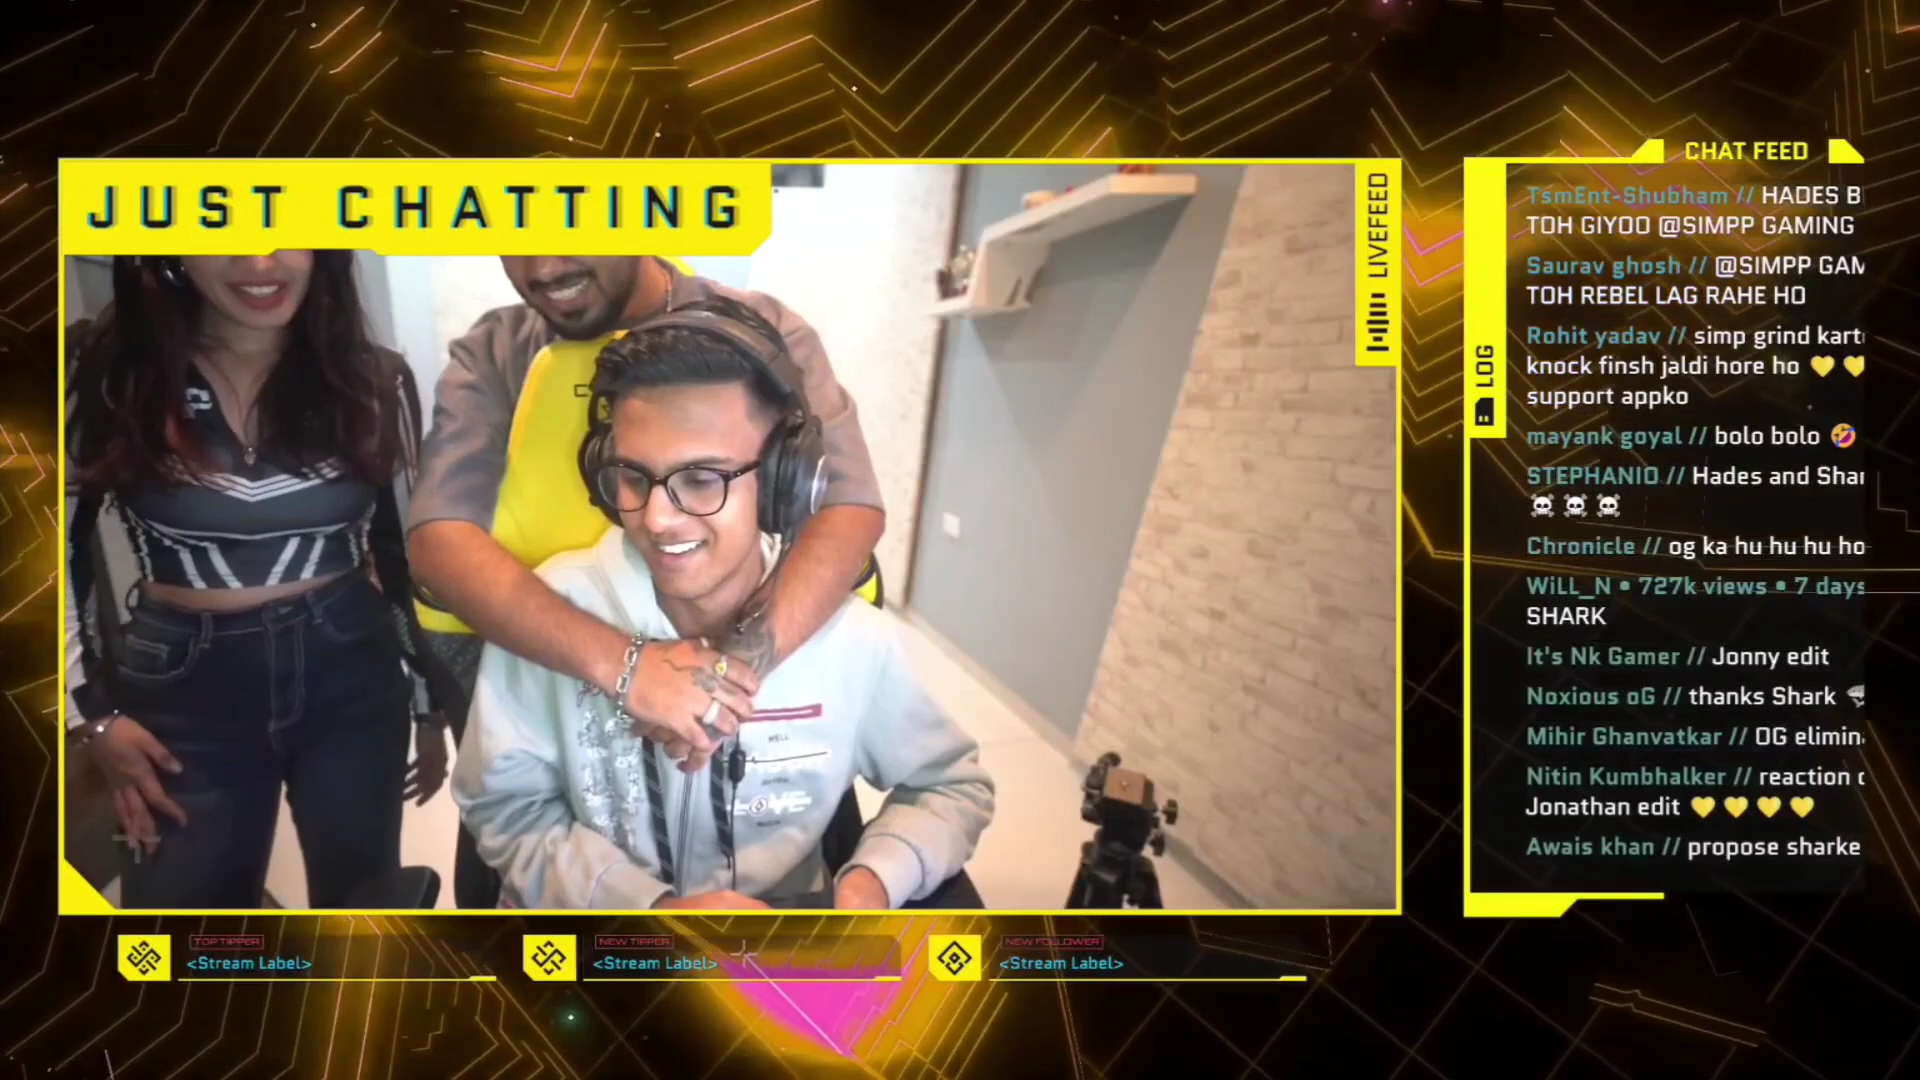 JUST CHATTING
LIVEFEED
CHAT FEED
LOG
TsmEnt-Shubham // HADES B
TOH GIYOO @SIMPP GAMING
Saurav ghosh // @SIMPP GAM
TOH REBEL LAG RAHE HO
Rohit yadav // simp grind kart
knock finsh jaldi hore ho 💛 💛
support appko
mayank goyal // bolo bolo 🤣
STEPHANIO // Hades and Shar
☠️ ☠️ ☠️
Chronicle // og ka hu hu hu ho
WiLL_N • 727k views • 7 days
SHARK
It's Nk Gamer // Jonny edit
Noxious oG // thanks Shark 🦈
Mihir Ghanvatkar // OG elimin
Nitin Kumbhalker // reaction
Jonathan edit 💛 💛 💛 💛
Awais khan // propose sharke
WELL
LOVE
TOP TIPPER
<Stream Label>
NEW TIPPER
<Stream Label>
NEW FOLLOWER
<Stream Label>